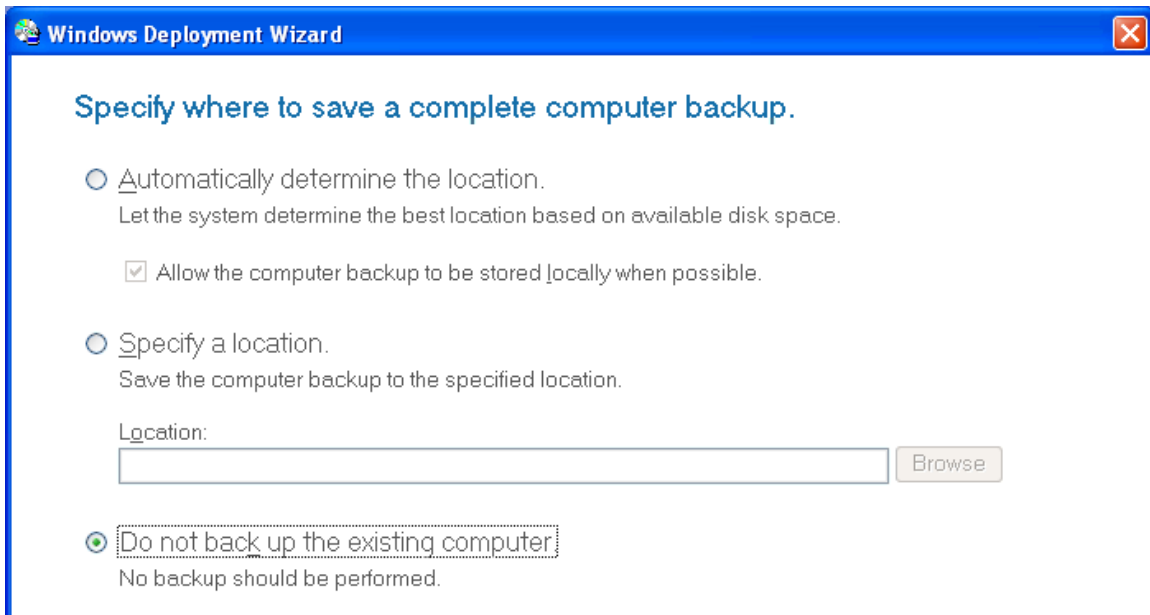 Windows Deployment Wizard
Specify where to save a complete computer backup.
Automatically determine the location.
Let the system determine the best location based on available disk space.
Allow the computer backup to be stored locally when possible.
Specify a location.
Save the computer backup to the specified location.
Location:
Browse
Do not back up the existing computer.
No backup should be performed.